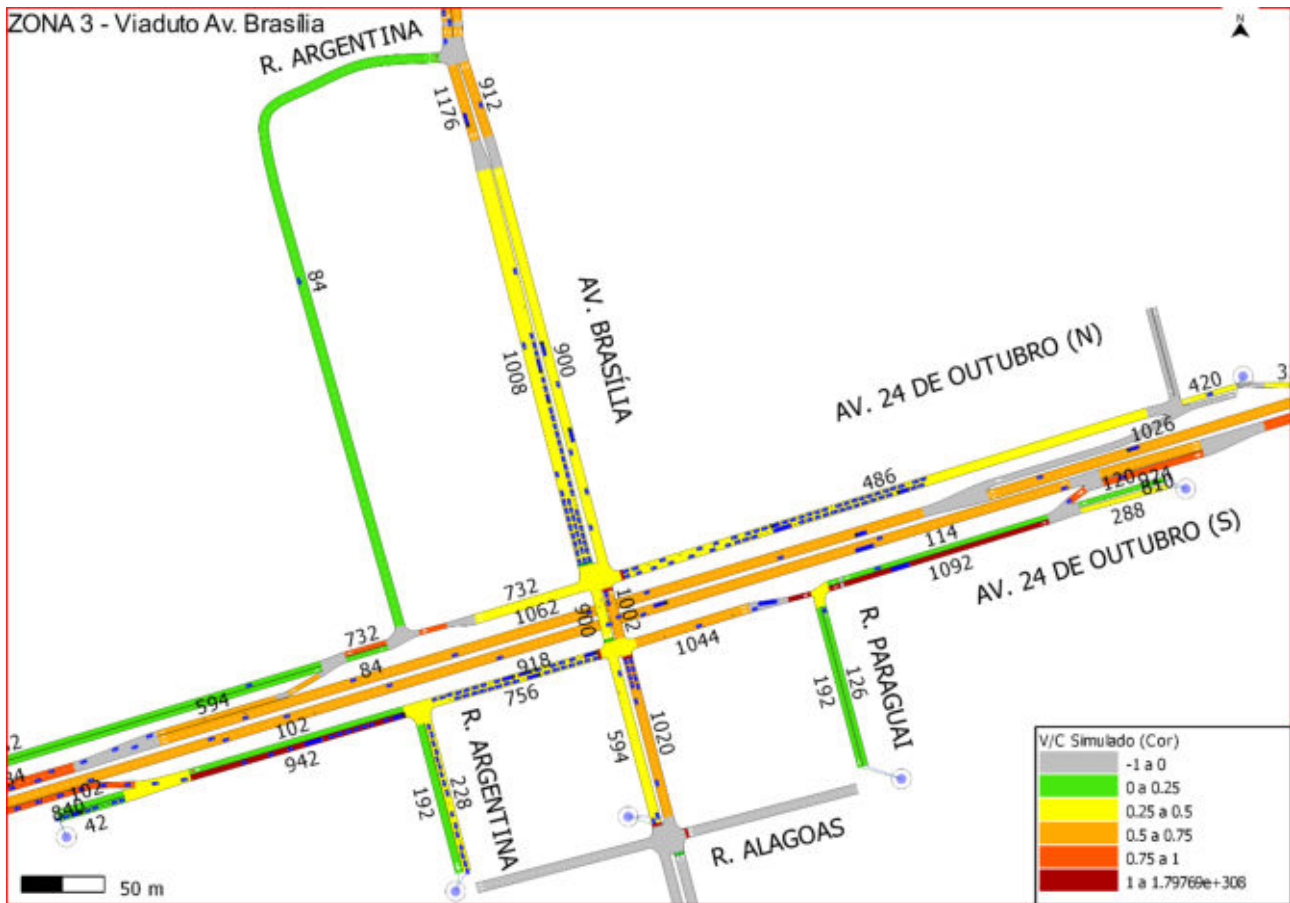 ZONA 3 - Viaduto Av. Brasília
N
R. ARGENTINA
912
1176
84
AV. BRASÍLIA
900
1008
AV. 24 DE OUTUBRO (N)
420
3
1026
486
120
974
810
288
114
AV. 24 DE OUTUBRO (S)
1092
732
1062
900
1002
1044
732
84
918
756
594
R. PARAGUAI
126
192
102
942
594
1020
R. ARGENTINA
228
192
102
840
42
R. ALAGOAS
50 m
V/C Simulado (Cor)
-1 a 0
0 a 0.25
0.25 a 0.5
0.5 a 0.75
0.75 a 1
1 a 1.79769e+308